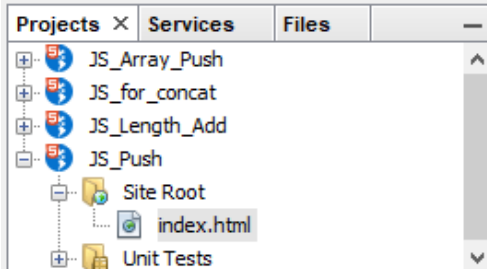 Projects × Services Files
JS_Array_Push
JS_for_concat
JS_Length_Add
JS_Push
Site Root
index.html
Unit Tests